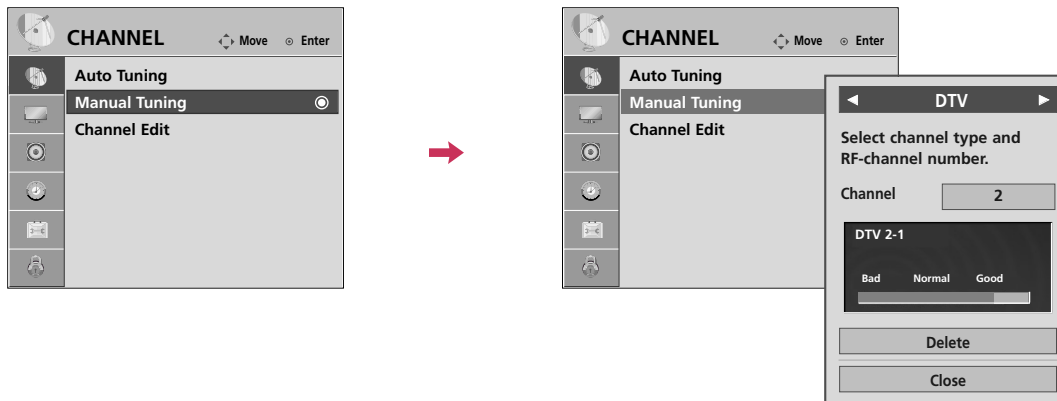 CHANNEL Move Enter
Auto Tuning
Manual Tuning
Channel Edit
CHANNEL Move Enter
Auto Tuning
Manual Tuning
Channel Edit
DTV
Select channel type and
RF-channel number.
Channel 2
DTV 2-1
Bad Normal Good
Delete
Close